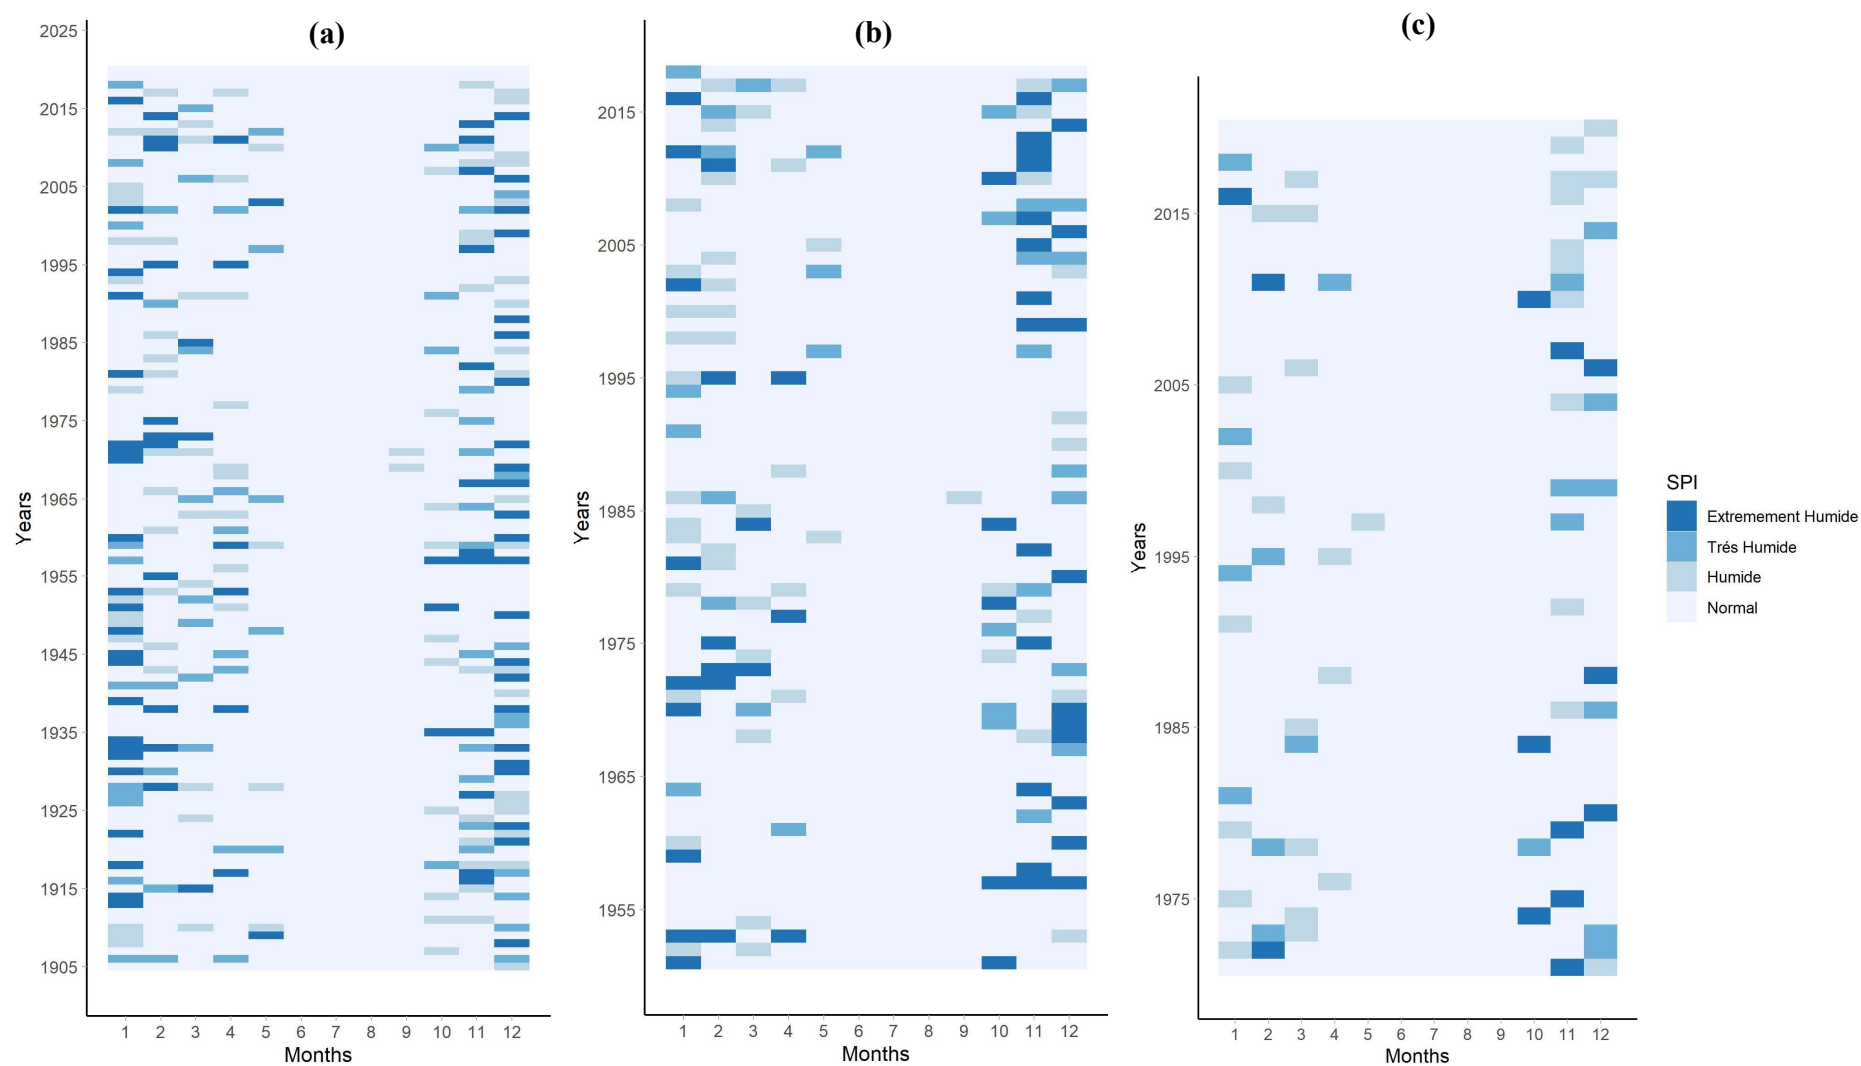 (a)
2025
2015
2005
1995
1985
1975
1965
1955
1945
1935
1925
1915
1905
Years
1 2 3 4 5 6 7 8 9 10 11 12
Months
(b)
2015
2005
1995
1985
1975
1965
1955
Years
1 2 3 4 5 6 7 8 9 10 11 12
Months
(c)
2015
2005
1995
1985
1975
Years
1 2 3 4 5 6 7 8 9 10 11 12
Months
SPI
Extremement Humide
Trés Humide
Humide
Normal